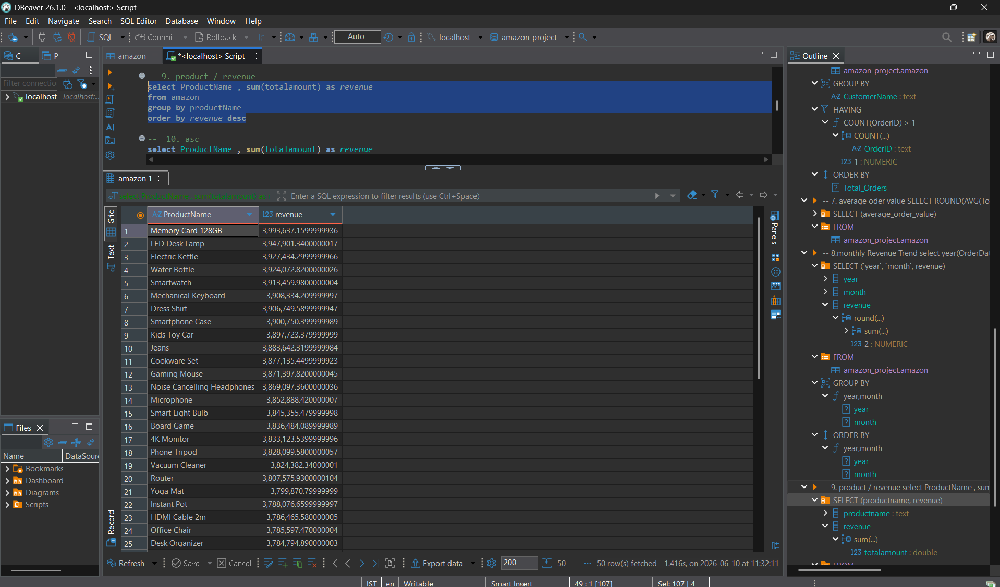 DBeaver 26.1.0 - <localhost> Script
File Edit Navigate Search SQL Editor Database Window Help
SQL Commit Rollback T Auto localhost amazon_project
C P
Filter connectio
localhost localhost:...
amazon *<localhost> Script
-- 9. product / revenue
select ProductName , sum(totalamount) as revenue
from amazon
group by productName
order by revenue desc
-- 10. asc
select ProductName , sum(totalamount) as revenue
AI
amazon 1
select ProductName , sum(totalamount) as r Enter a SQL expression to filter results (use Ctrl+Space)
Grid
Text
Record
Panels
A-Z ProductName 123 revenue
1 Memory Card 128GB 3,993,637.1599999936
2 LED Desk Lamp 3,947,901.3400000017
3 Electric Kettle 3,927,434.2999999966
4 Water Bottle 3,924,072.8200000026
5 Smartwatch 3,913,459.9800000004
6 Mechanical Keyboard 3,908,334.209999997
7 Dress Shirt 3,906,749.5899999947
8 Smartphone Case 3,900,750.399999989
9 Kids Toy Car 3,897,723.379999999
10 Jeans 3,883,642.3199999984
11 Cookware Set 3,877,135.4499999923
12 Gaming Mouse 3,871,397.8200000045
13 Noise Cancelling Headphones 3,869,097.3600000036
14 Microphone 3,852,888.420000007
15 Smart Light Bulb 3,845,355.479999998
16 Board Game 3,836,484.089999989
17 4K Monitor 3,833,123.5399999996
18 Phone Tripod 3,828,099.5800000057
19 Vacuum Cleaner 3,824,382.34000001
20 Router 3,807,575.9300000104
21 Yoga Mat 3,799,870.79999999
22 Instant Pot 3,788,076.6599999997
23 HDMI Cable 2m 3,786,465.580000005
24 Office Chair 3,785,597.470000004
25 Desk Organizer 3,784,794.890000003
Refresh Save Cancel Export data 200 50 ... 50 row(s) fetched - 1.416s, on 2026-06-10 at 11:32:11
Files
Name DataSourc
Bookmarks
Dashboard
Diagrams
Scripts
Outline
amazon_project.amazon
GROUP BY
A-Z CustomerName : text
HAVING
COUNT(OrderID) > 1
COUNT(...)
A-Z OrderID : text
123 1 : NUMERIC
ORDER BY
Total_Orders
-- 7. average oder value SELECT ROUND(AVG(To
SELECT (average_order_value)
FROM
amazon_project.amazon
-- 8.monthly Revenue Trend select year(OrderDat
SELECT (`year`, `month`, revenue)
year
month
revenue
round(...)
sum(...)
123 2 : NUMERIC
FROM
amazon_project.amazon
GROUP BY
year,month
year
month
ORDER BY
year,month
year
month
-- 9. product / revenue select ProductName , sum
SELECT (productname, revenue)
productname : text
revenue
sum(...)
123 totalamount : double
FROM
IST en Writable Smart Insert 49 : 1 [107] Sel: 107 | 4